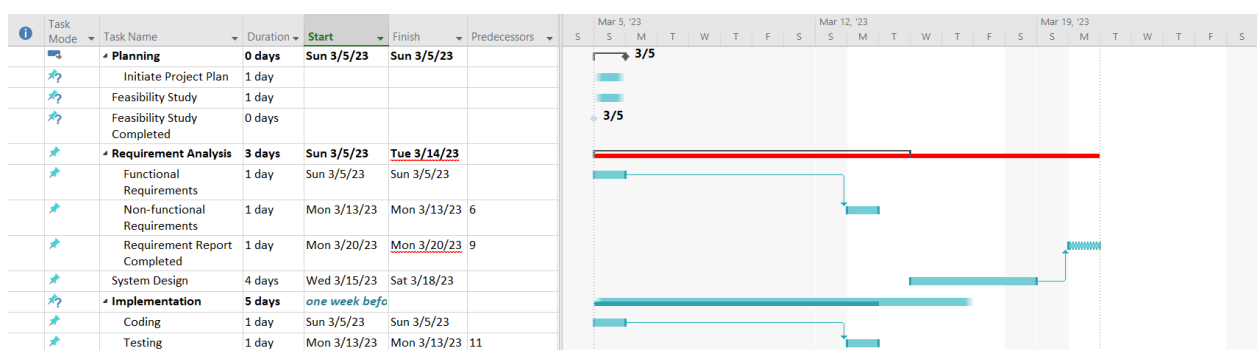 Task Mode Task Name Duration Start Finish Predecessors
Mar 5, '23 Mar 12, '23 Mar 19, '23
S S M T W T F S S M T W T F S S M T W T F S
Planning 0 days Sun 3/5/23 Sun 3/5/23 3/5
Initiate Project Plan 1 day
Feasibility Study 1 day
Feasibility Study Completed 0 days 3/5
Requirement Analysis 3 days Sun 3/5/23 Tue 3/14/23
Functional Requirements 1 day Sun 3/5/23 Sun 3/5/23
Non-functional Requirements 1 day Mon 3/13/23 Mon 3/13/23 6
Requirement Report Completed 1 day Mon 3/20/23 Mon 3/20/23 9
System Design 4 days Wed 3/15/23 Sat 3/18/23
Implementation 5 days one week befo
Coding 1 day Sun 3/5/23 Sun 3/5/23
Testing 1 day Mon 3/13/23 Mon 3/13/23 11